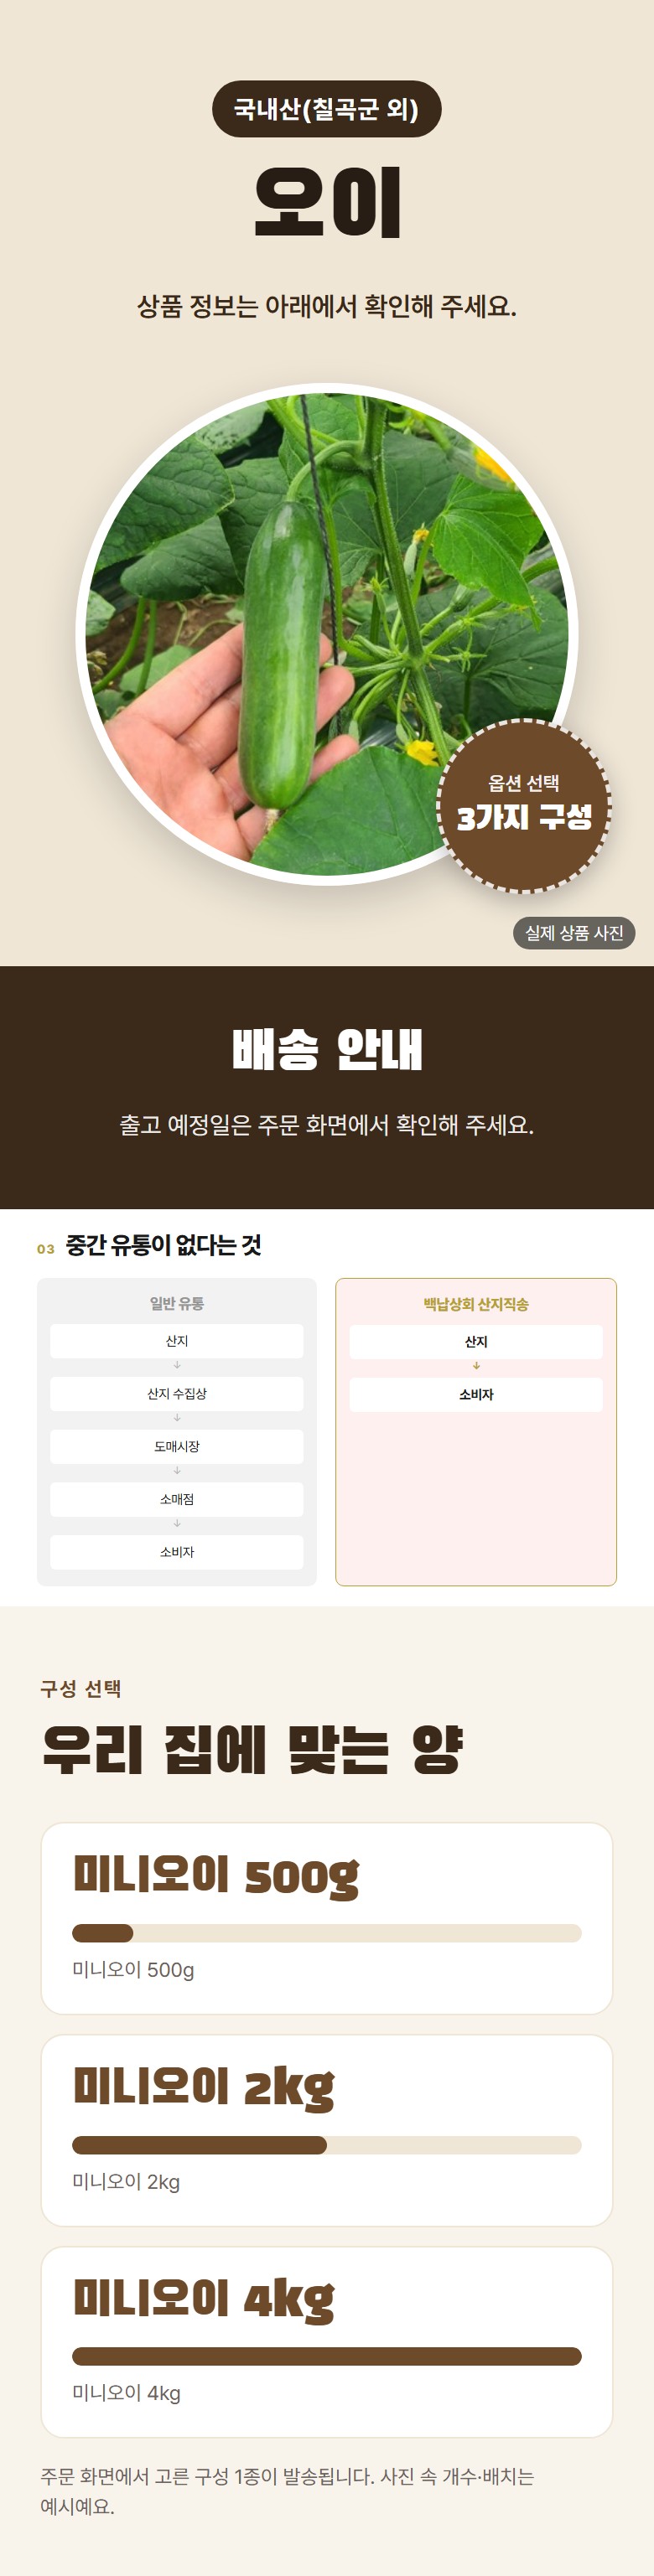 국내산(칠곡군 외)
오이
상품 정보는 아래에서 확인해 주세요.
옵션 선택
3가지 구성
실제 상품 사진
배송 안내
출고 예정일은 주문 화면에서 확인해 주세요.
03 중간 유통이 없다는 것
일반 유통
산지
↓
산지 수집상
↓
도매시장
↓
소매점
↓
소비자
백납상회 산지직송
산지
↓
소비자
구성 선택
우리 집에 맞는 양
미니오이 500g
미니오이 500g
미니오이 2kg
미니오이 2kg
미니오이 4kg
미니오이 4kg
주문 화면에서 고른 구성 1종이 발송됩니다. 사진 속 개수·배치는
예시예요.